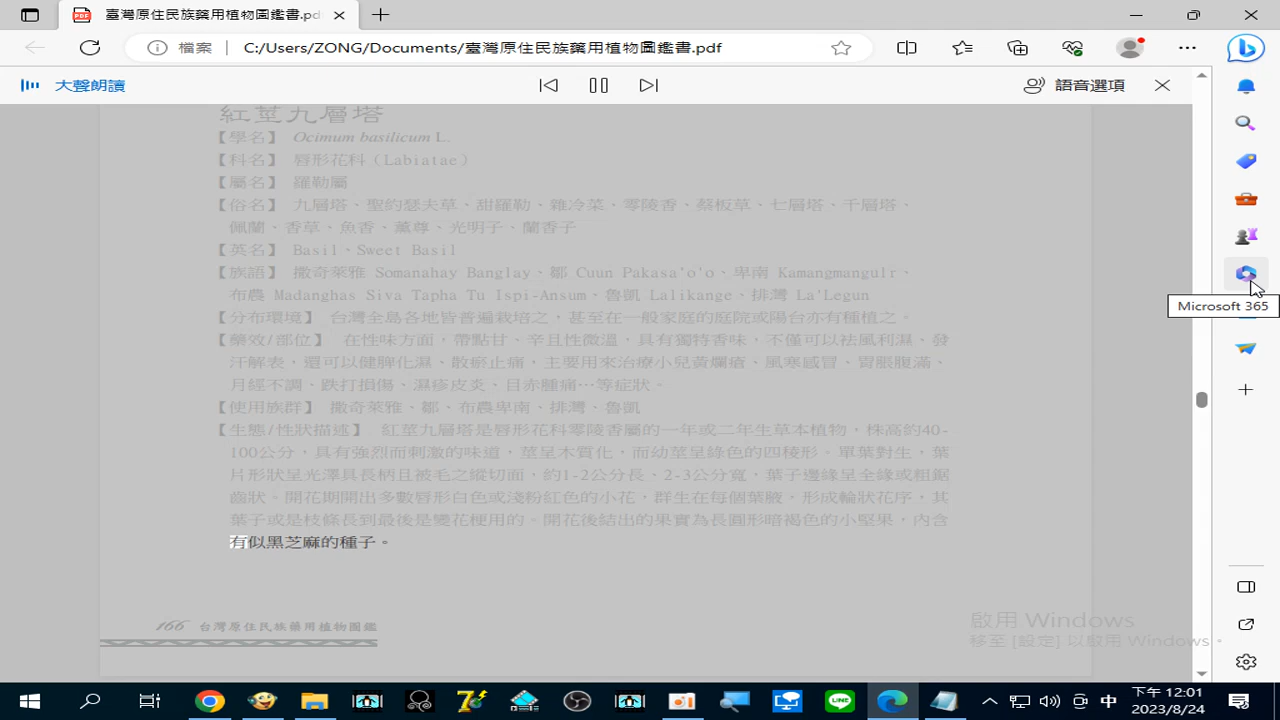 臺灣原住民族藥用植物圖鑑書.pd
檔案
C:/Users/ZONG/Documents/臺灣原住民族藥用植物圖鑑書.pdf
大聲朗讀
語音選項
紅莖九層塔
【學名】 Ocimum basilicum L.
【科名】 唇形花科（Labiatae）
【屬名】 羅勒屬
【俗名】 九層塔、聖約瑟夫草、甜羅勒、雞冷菜、零陵香、蔡板草、七層塔、千層塔、
佩蘭、香草、魚香、薰尊、光明子、蘭香子
【英名】 Basil、Sweet Basil
【族語】 撒奇萊雅 Somanahay Banglay、鄒 Cuun Pakasa'o'o、卑南 Kamangmangulr、
布農 Madanghas Siva Tapha Tu Ispi-Ansum、魯凱 Lalikange、排灣 La'Legun
【分布環境】 台灣全島各地皆普遍栽培之，甚至在一般家庭的庭院或陽台亦有種植之。
【藥效/部位】 在性味方面，帶點甘、辛且性微溫，具有獨特香味，不僅可以祛風利濕、發
汗解表，還可以健脾化濕、散瘀止痛，主要用來治療小兒黃爛瘡、風寒感冒、胃脹腹滿、
月經不調、跌打損傷、濕疹皮炎、目赤腫痛…等症狀。
【使用族群】 撒奇萊雅、鄒、布農卑南、排灣、魯凱
【生態/性狀描述】 紅莖九層塔是唇形花科零陵香屬的一年或二年生草本植物，株高約40-
100公分，具有強烈而刺激的味道，莖呈木質化，而幼莖呈綠色的四稜形。單葉對生，葉
片形狀呈光澤具長柄且被毛之縱切面，約1-2公分長、2-3公分寬，葉子邊緣呈全緣或粗鋸
齒狀。開花期開出多數唇形白色或淺粉紅色的小花，群生在每個葉腋，形成輪狀花序，其
葉子或是枝條長到最後是變花梗用的。開花後結出的果實為長圓形暗褐色的小堅果，內含
有似黑芝麻的種子。
166 台灣原住民族藥用植物圖鑑
Microsoft 365
啟用 Windows
移至 [設定] 以啟用 Windows。
中
下午 12:01
2023/8/24